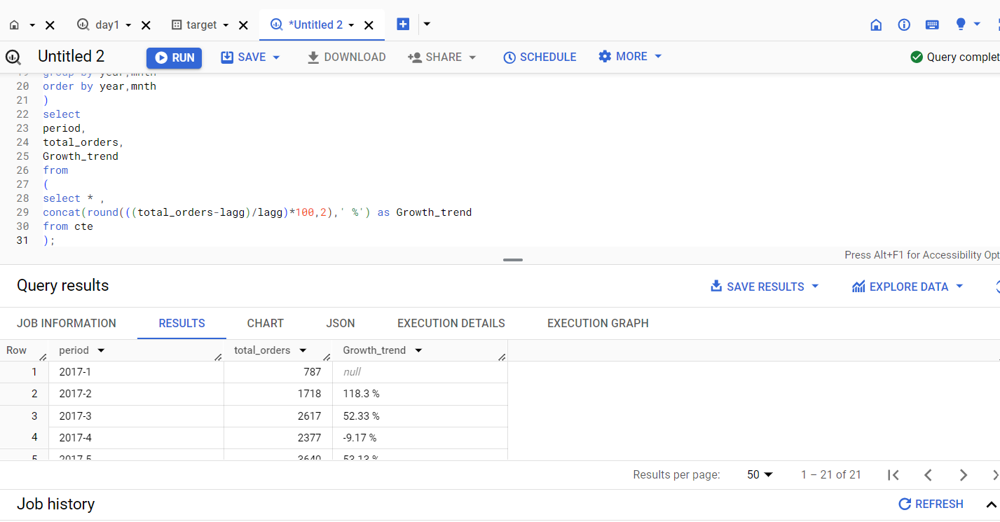 day1
target
*Untitled 2
Untitled 2
RUN
SAVE
DOWNLOAD
SHARE
SCHEDULE
MORE
Query complet
19 group by year,mnth
20 order by year,mnth
21 )
22 select
23 period,
24 total_orders,
25 Growth_trend
26 from
27 (
28 select * ,
29 concat(round(((total_orders-lagg)/lagg)*100,2),' %') as Growth_trend
30 from cte
31 );
Press Alt+F1 for Accessibility Opt
Query results
SAVE RESULTS
EXPLORE DATA
JOB INFORMATION
RESULTS
CHART
JSON
EXECUTION DETAILS
EXECUTION GRAPH
Row period total_orders Growth_trend
1 2017-1 787 null
2 2017-2 1718 118.3 %
3 2017-3 2617 52.33 %
4 2017-4 2377 -9.17 %
5 2017-5 3640 53.13 %
Results per page: 50 1 – 21 of 21
Job history
REFRESH